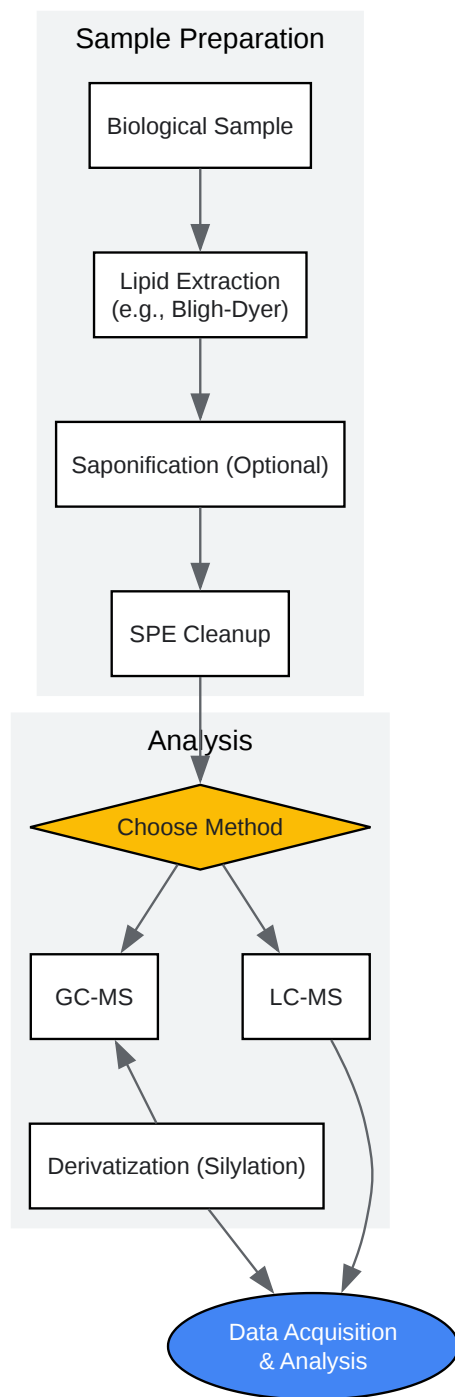 Sample Preparation
Biological Sample
Lipid Extraction
(e.g., Bligh-Dyer)
Saponification (Optional)
SPE Cleanup
Analysis
Choose Method
GC-MS
LC-MS
Derivatization (Silylation)
Data Acquisition
& Analysis